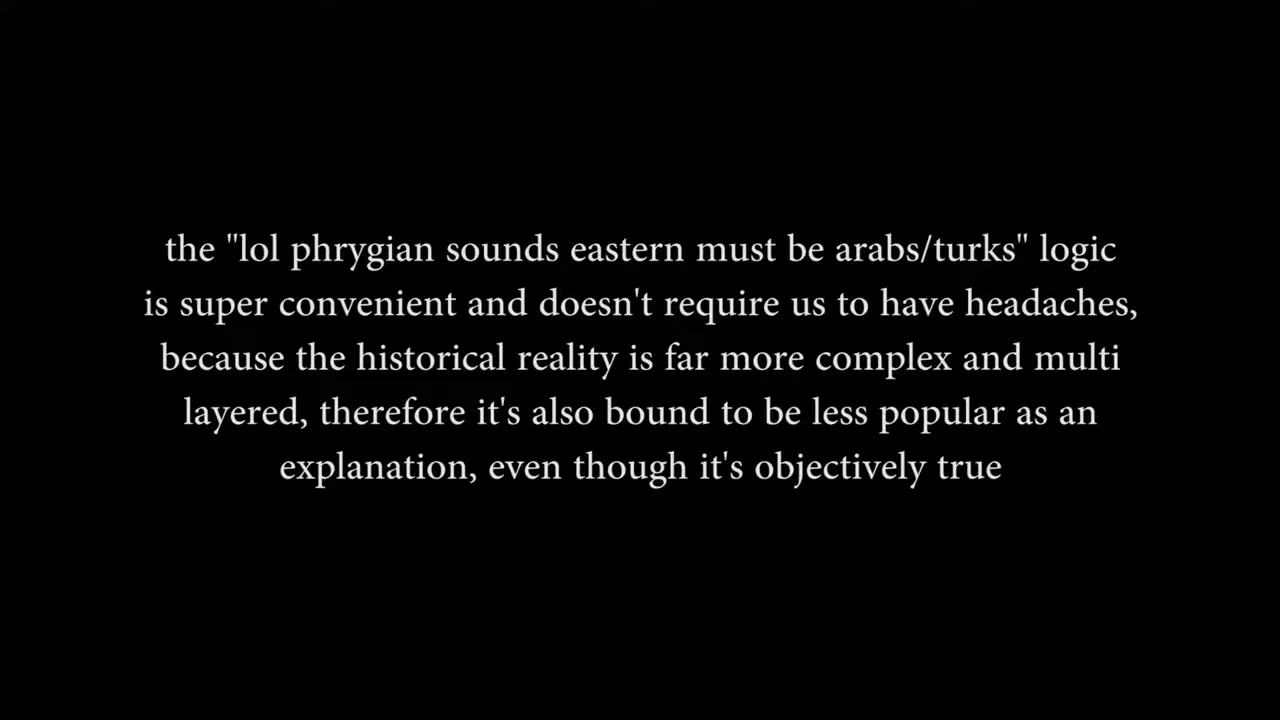 the "lol phrygian sounds eastern must be arabs/turks" logic
is super convenient and doesn't require us to have headaches,
because the historical reality is far more complex and multi
layered, therefore it's also bound to be less popular as an
explanation, even though it's objectively true